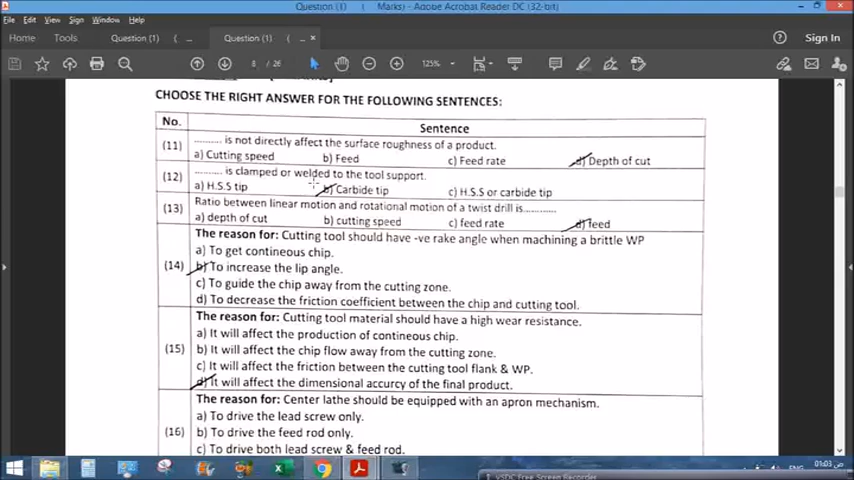 Question (1) Marks) - Adobe Acrobat Reader DC (32-bit)
File Edit View Sign Window Help
Home Tools Question (1) (... Question (1) (... × Sign In
8 / 26 125%
CHOOSE THE RIGHT ANSWER FOR THE FOLLOWING SENTENCES:
No. Sentence
(11) .......... is not directly affect the surface roughness of a product.
a) Cutting speed b) Feed c) Feed rate d) Depth of cut
(12) .......... is clamped or welded to the tool support.
a) H.S.S tip b) Carbide tip c) H.S.S or carbide tip
(13) Ratio between linear motion and rotational motion of a twist drill is............
a) depth of cut b) cutting speed c) feed rate d) feed
(14) The reason for: Cutting tool should have -ve rake angle when machining a brittle WP
a) To get contineous chip.
b) To increase the lip angle.
c) To guide the chip away from the cutting zone.
d) To decrease the friction coefficient between the chip and cutting tool.
(15) The reason for: Cutting tool material should have a high wear resistance.
a) It will affect the production of contineous chip.
b) It will affect the chip flow away from the cutting zone.
c) It will affect the friction between the cutting tool flank & WP.
d) It will affect the dimensional accurcy of the final product.
(16) The reason for: Center lathe should be equipped with an apron mechanism.
a) To drive the lead screw only.
b) To drive the feed rod only.
c) To drive both lead screw & feed rod.
VSDC Free Screen Recorder
ENG 01:03 ص